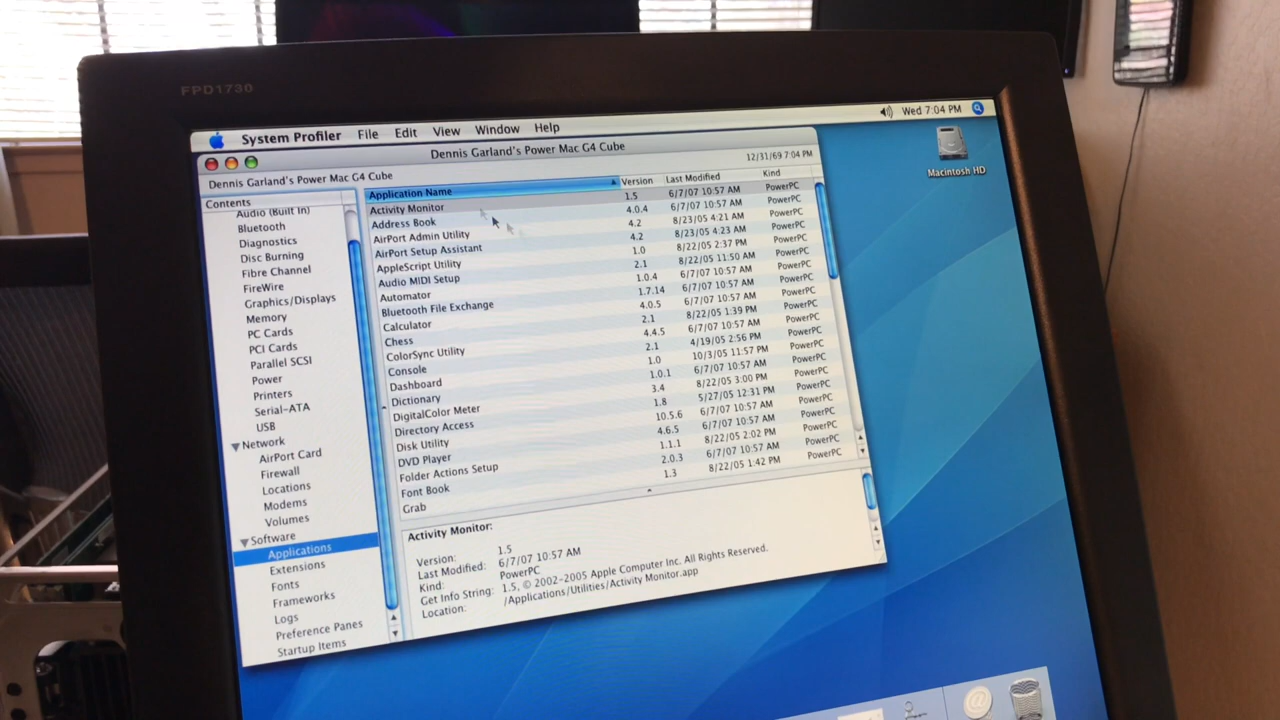 FPD1730
System Profiler File Edit View Window Help Wed 7:04 PM
Dennis Garland's Power Mac G4 Cube
Dennis Garland's Power Mac G4 Cube 12/31/69 7:04 PM
Macintosh HD
Contents
Audio (Built In)
Bluetooth
Diagnostics
Disc Burning
Fibre Channel
FireWire
Graphics/Displays
Memory
PC Cards
PCI Cards
Parallel SCSI
Power
Printers
Serial-ATA
USB
Network
AirPort Card
Firewall
Locations
Modems
Volumes
Software
Applications
Extensions
Fonts
Frameworks
Logs
Preference Panes
Startup Items
Application Name Version Last Modified Kind
Activity Monitor 1.5 6/7/07 10:57 AM PowerPC
Address Book 4.0.4 6/7/07 10:57 AM PowerPC
AirPort Admin Utility 4.2 8/23/05 4:21 AM PowerPC
AirPort Setup Assistant 4.2 8/23/05 4:23 AM PowerPC
AppleScript Utility 1.0 8/22/05 2:37 PM PowerPC
Audio MIDI Setup 2.1 8/22/05 11:50 AM PowerPC
Automator 1.0.4 6/7/07 10:57 AM PowerPC
Bluetooth File Exchange 1.7.14 6/7/07 10:57 AM PowerPC
Calculator 4.0.5 6/7/07 10:57 AM PowerPC
Chess 2.1 8/22/05 1:39 PM PowerPC
ColorSync Utility 4.4.5 6/7/07 10:57 AM PowerPC
Console 2.1 4/19/05 2:56 PM PowerPC
Dashboard 1.0 10/3/05 11:57 PM PowerPC
Dictionary 1.0.1 6/7/07 10:57 AM PowerPC
DigitalColor Meter 3.4 8/22/05 3:00 PM PowerPC
Directory Access 1.8 5/27/05 12:31 PM PowerPC
Disk Utility 10.5.6 6/7/07 10:57 AM PowerPC
DVD Player 4.6.5 6/7/07 10:57 AM PowerPC
Folder Actions Setup 1.1.1 8/22/05 2:02 PM PowerPC
Font Book 2.0.3 6/7/07 10:57 AM PowerPC
Grab 1.3 8/22/05 1:42 PM PowerPC
Activity Monitor:
Version: 1.5
Last Modified: 6/7/07 10:57 AM
Kind: PowerPC
Get Info String: 1.5, © 2002-2005 Apple Computer Inc. All Rights Reserved.
Location: /Applications/Utilities/Activity Monitor.app